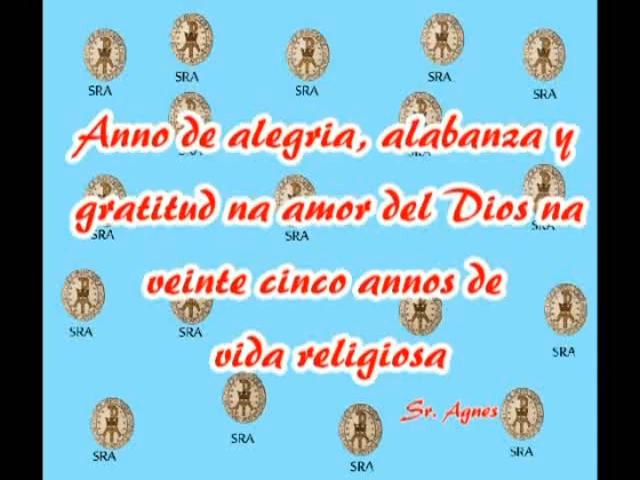 SRA SRA SRA SRA SRA
Anno de alegria, alabanza y
gratitud na amor del Dios na
SRA SRA SRA
veinte cinco annos de
SRA SRA SRA
vida religiosa
Sr. Agnes
SRA SRA SRA SRA